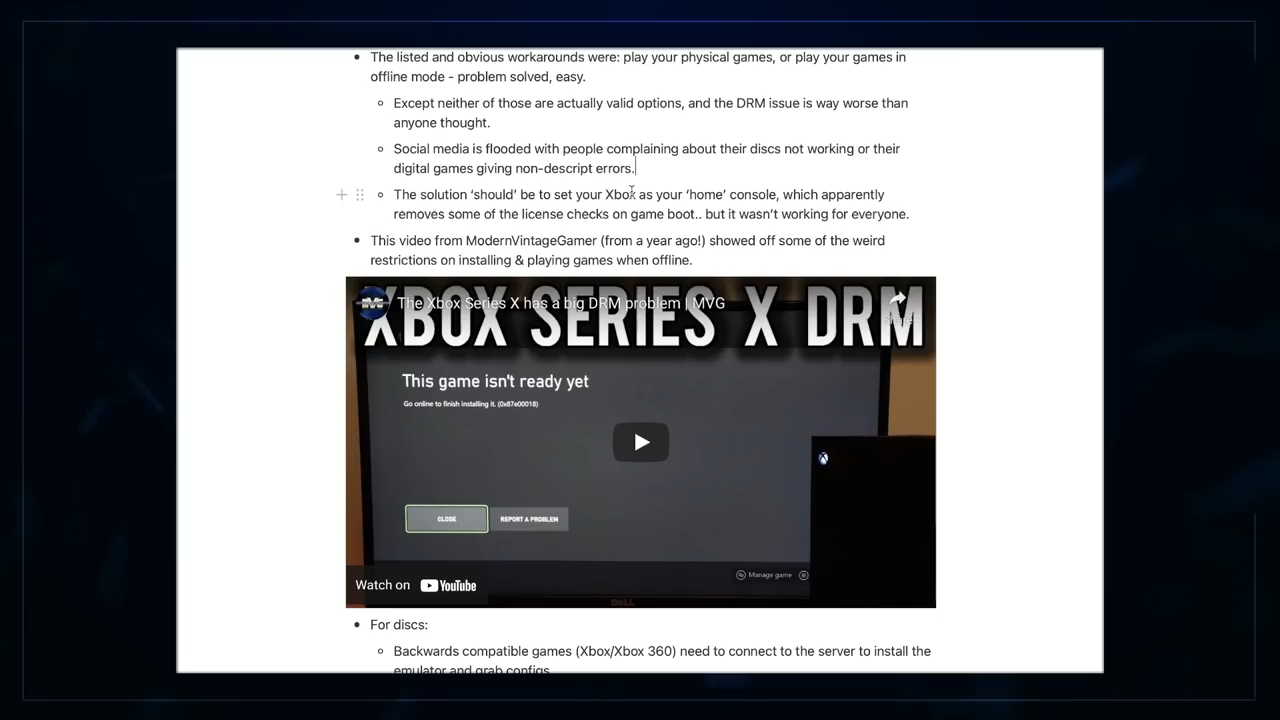 The listed and obvious workarounds were: play your physical games, or play your games in
offline mode - problem solved, easy.
Except neither of those are actually valid options, and the DRM issue is way worse than
anyone thought.
Social media is flooded with people complaining about their discs not working or their
digital games giving non-descript errors.
The solution ‘should’ be to set your Xbox as your ‘home’ console, which apparently
removes some of the license checks on game boot.. but it wasn’t working for everyone.
This video from ModernVintageGamer (from a year ago!) showed off some of the weird
restrictions on installing & playing games when offline.
MVG
The Xbox Series X has a big DRM problem | MVG
Share
XBOX SERIES X DRM
This game isn't ready yet
Go online to finish installing it. (0x87e00018)
CLOSE
REPORT A PROBLEM
Manage game
Watch on YouTube
DELL
For discs:
Backwards compatible games (Xbox/Xbox 360) need to connect to the server to install the
emulator and grab configs